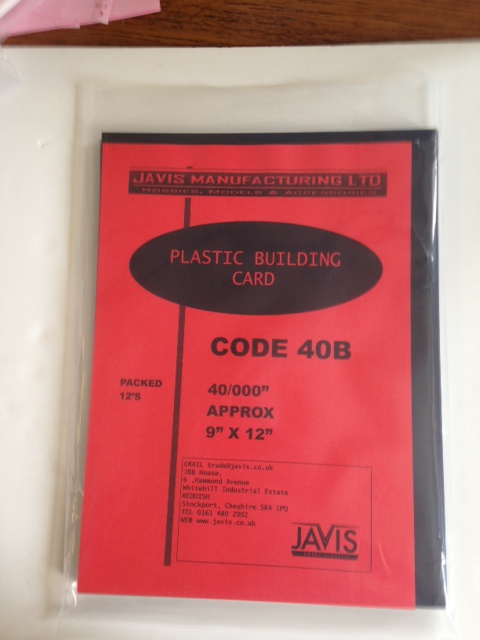 JAVIS MANUFACTURING LTD
HOBBIES, MODELS & ACCESSORIES
PLASTIC BUILDING
CARD
CODE 40B
PACKED
12'S
40/000"
APPROX
9" X 12"
EMAIL trade@javis.co.uk
JBB House,
6 ,Hammond Avenue
Whitehill Industrial Estate
REDDISH
Stockport, Cheshire SK4 1PQ
TEL 0161 480 2002
WEB www.javis.co.uk
JAVIS